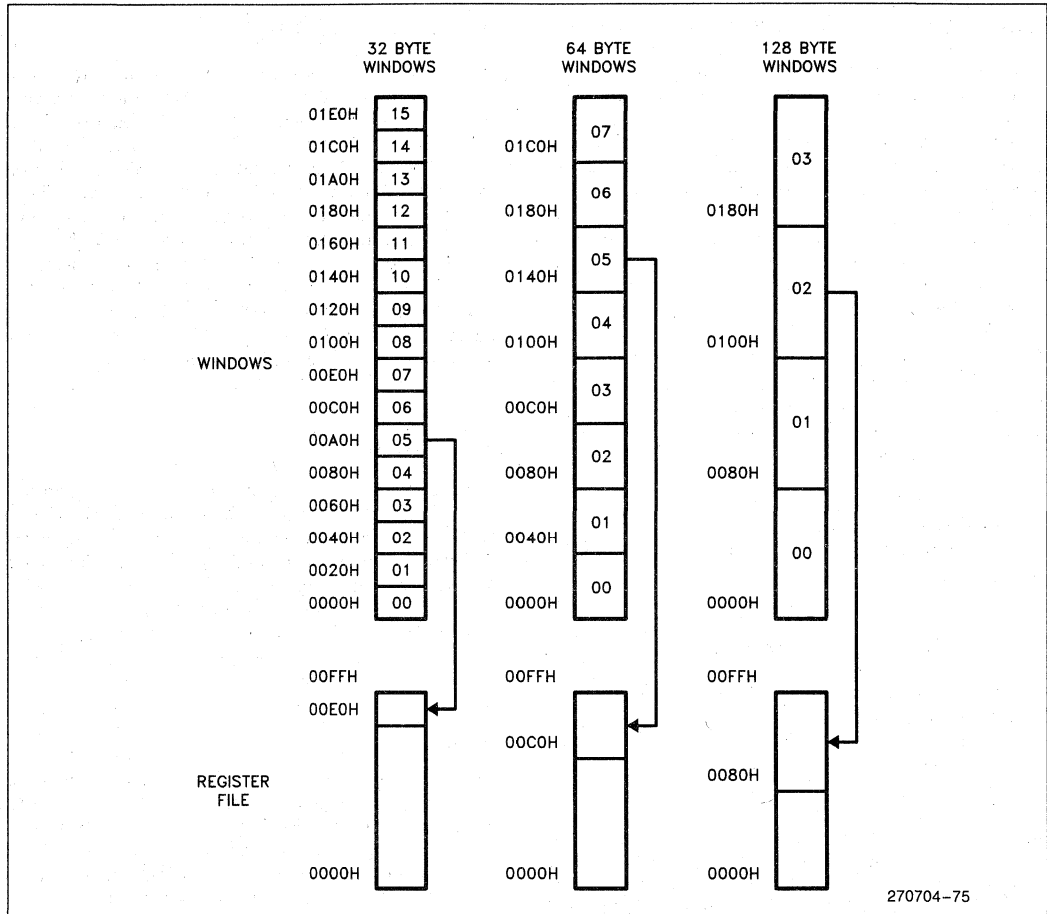 32 BYTE WINDOWS
64 BYTE WINDOWS
128 BYTE WINDOWS
WINDOWS
01E0H 15
01C0H 14
01A0H 13
0180H 12
0160H 11
0140H 10
0120H 09
0100H 08
00E0H 07
00C0H 06
00A0H 05
0080H 04
0060H 03
0040H 02
0020H 01
0000H 00
07
01C0H
06
0180H
05
0140H
04
0100H
03
00C0H
02
0080H
01
0040H
00
0000H
03
0180H
02
0100H
01
0080H
00
0000H
REGISTER
FILE
00FFH
00E0H
0000H
00FFH
00C0H
0000H
00FFH
0080H
0000H
270704-75